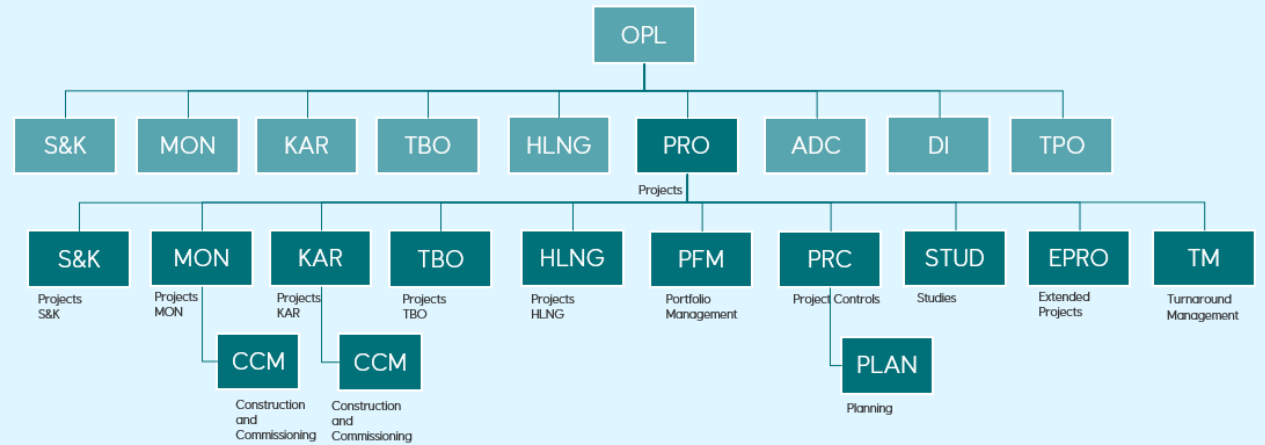 OPL
S&K
MON
KAR
TBO
HLNG
PRO
ADC
DI
TPO
Projects
S&K
MON
KAR
TBO
HLNG
PFM
PRC
STUD
EPRO
TM
Projects
S&K
Projects
MON
Projects
KAR
Projects
TBO
Projects
HLNG
Portfolio
Management
Project Controls
Studies
Extended
Projects
Turnaround
Management
CCM
CCM
PLAN
Construction
and
Commissioning
Construction
and
Commissioning
Planning